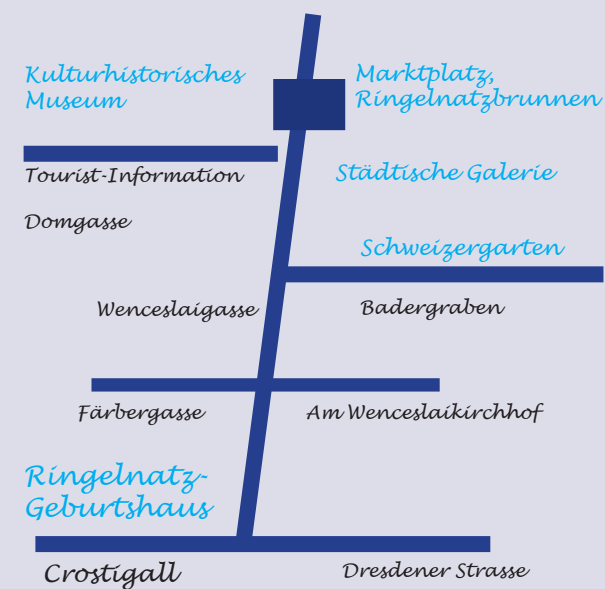 Kulturhistorisches
Museum
Marktplatz,
Ringelnatzbrunnen
Tourist-Information
Städtische Galerie
Domgasse
Schweizergarten
Wenceslaigasse
Badergraben
Färbergasse
Am Wenceslaikirchhof
Ringelnatz-
Geburtshaus
Crostigall
Dresdener Strasse